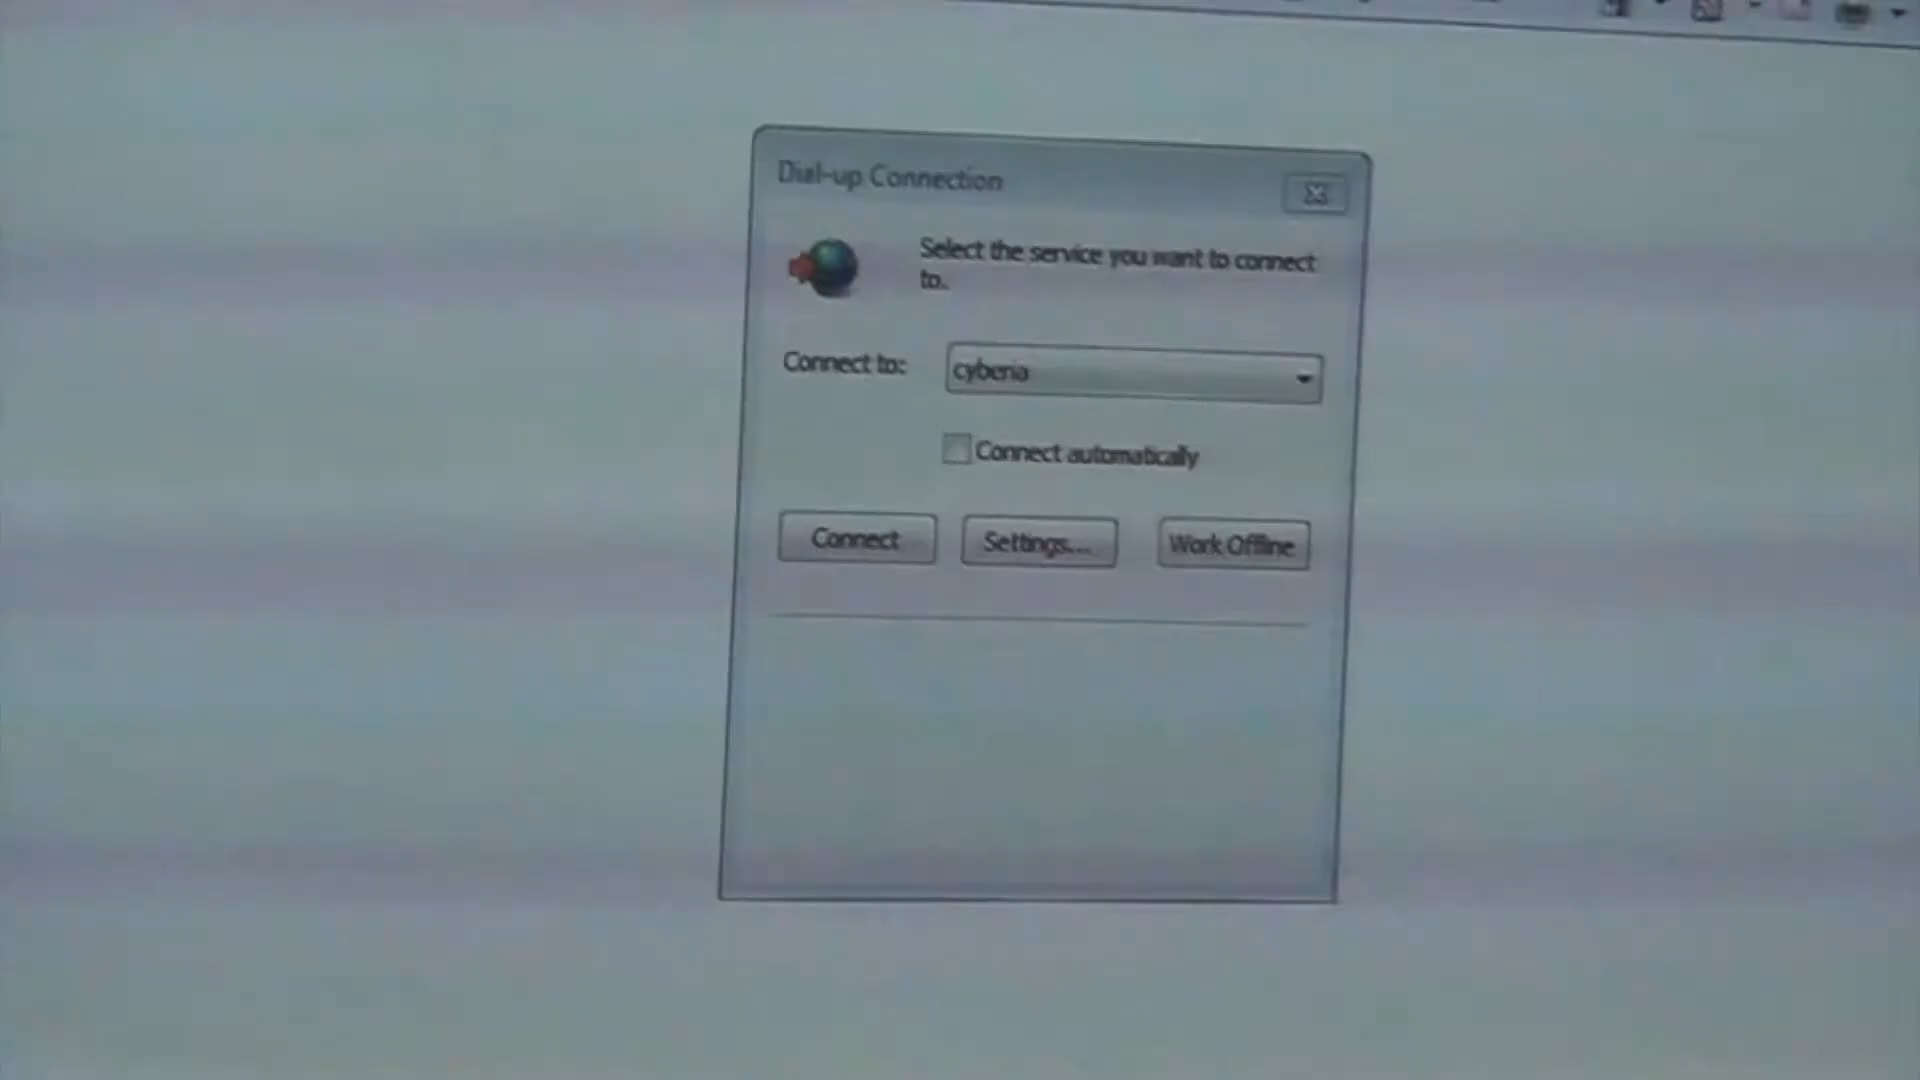 Dial-up Connection
Select the service you want to connect
to.
Connect to:
cyberia
Connect automatically
Connect
Settings...
Work Offline